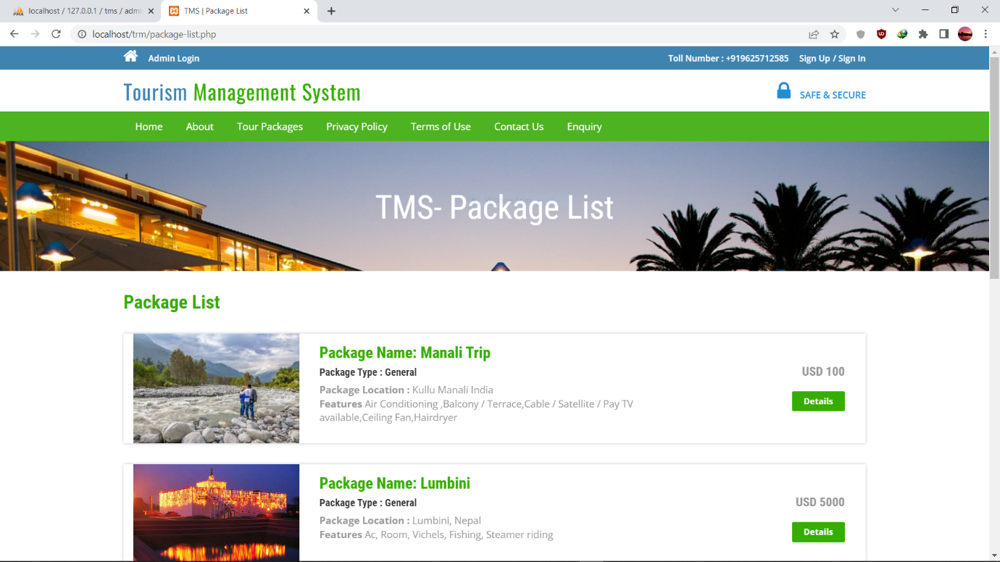 localhost / 127.0.0.1 / tms / admi
TMS | Package List
localhost/trm/package-list.php
Admin Login
Toll Number : +919625712585
Sign Up / Sign In
Tourism Management System
SAFE & SECURE
Home About Tour Packages Privacy Policy Terms of Use Contact Us Enquiry
TMS- Package List
Package List
Package Name: Manali Trip
Package Type : General
USD 100
Package Location : Kullu Manali India
Features Air Conditioning ,Balcony / Terrace,Cable / Satellite / Pay TV
available,Ceiling Fan,Hairdryer
Details
Package Name: Lumbini
Package Type : General
USD 5000
Package Location : Lumbini, Nepal
Features Ac, Room, Vichels, Fishing, Steamer riding
Details